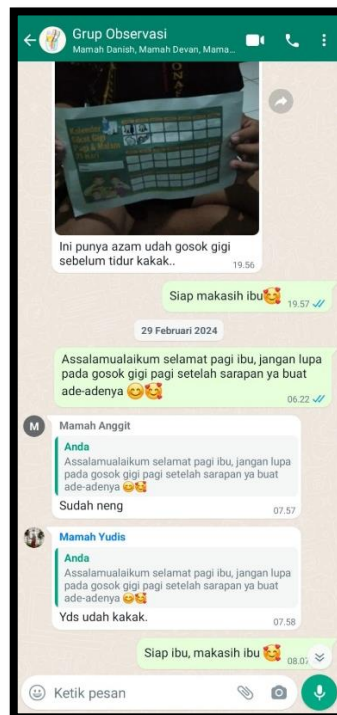 Grup Observasi
Mamah Danish, Mamah Devan, Mama...
Kalender
Sikat Gigi
Pagi & Malam
Ini punya azam udah gosok gigi
sebelum tidur kakak..
19.56
Siap makasih ibu🥰
19.57
29 Februari 2024
Assalamualaikum selamat pagi ibu, jangan lupa
pada gosok gigi pagi setelah sarapan ya buat
ade-adenya 😊🥰
06.22
M
Mamah Anggit
Anda
Assalamualaikum selamat pagi ibu, jangan lupa
pada gosok gigi pagi setelah sarapan ya buat
ade-adenya 😊🥰
Sudah neng
07.57
Mamah Yudis
Anda
Assalamualaikum selamat pagi ibu, jangan lupa
pada gosok gigi pagi setelah sarapan ya buat
ade-adenya 😊🥰
Yds udah kakak.
07.58
Siap ibu, makasih ibu 🥰
Ketik pesan